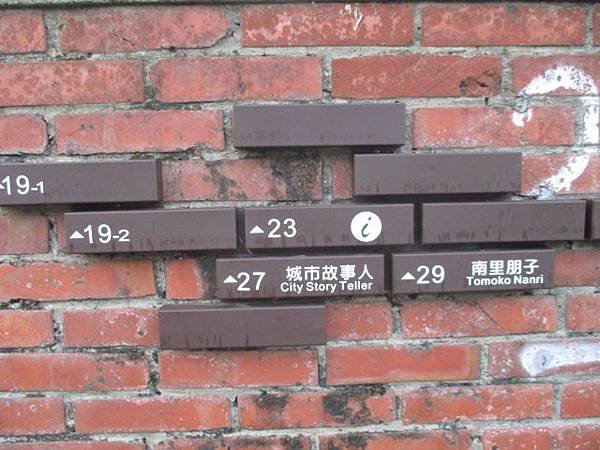 ▲19-1
▲19-2
▲23 i
▲27 城市故事人
City Story Teller
▲29 南里朋子
Tomoko Nanri